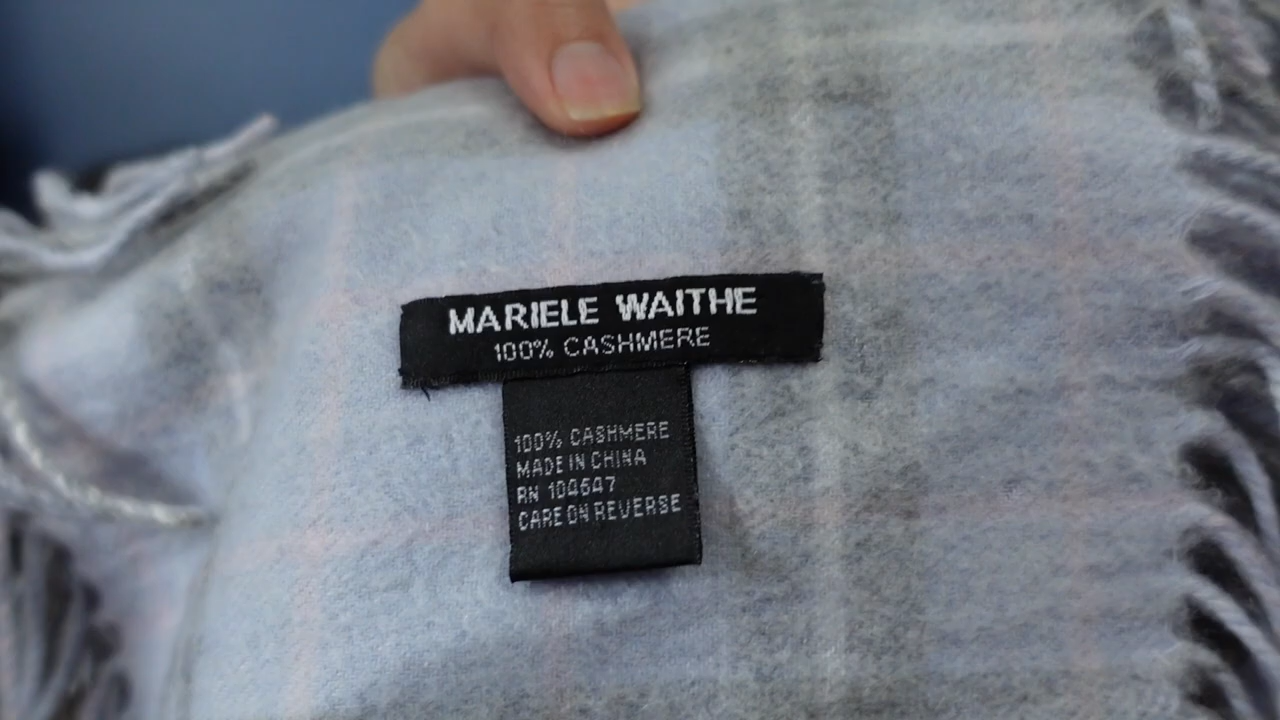 MARIELE WAITHE
100% CASHMERE
100% CASHMERE
MADE IN CHINA
RN 104647
CARE ON REVERSE